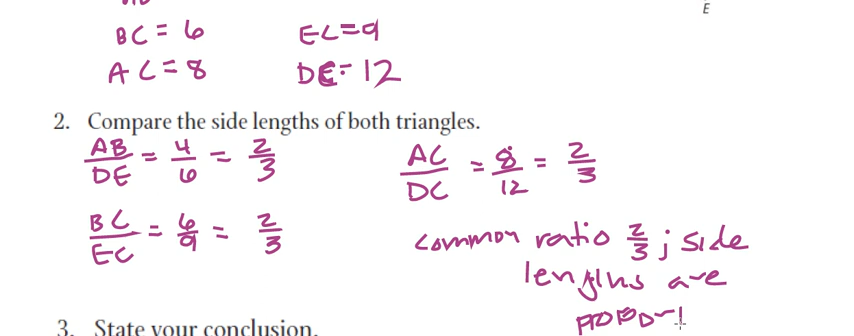 E
BC = 6 EC = 9
AC = 8 DE = 12
2. Compare the side lengths of both triangles.
AB/DE = 4/6 = 2/3 AC/DC = 8/12 = 2/3
BC/EC = 6/9 = 2/3
common ratio 2/3; side
lengths are
3. State your conclusion.